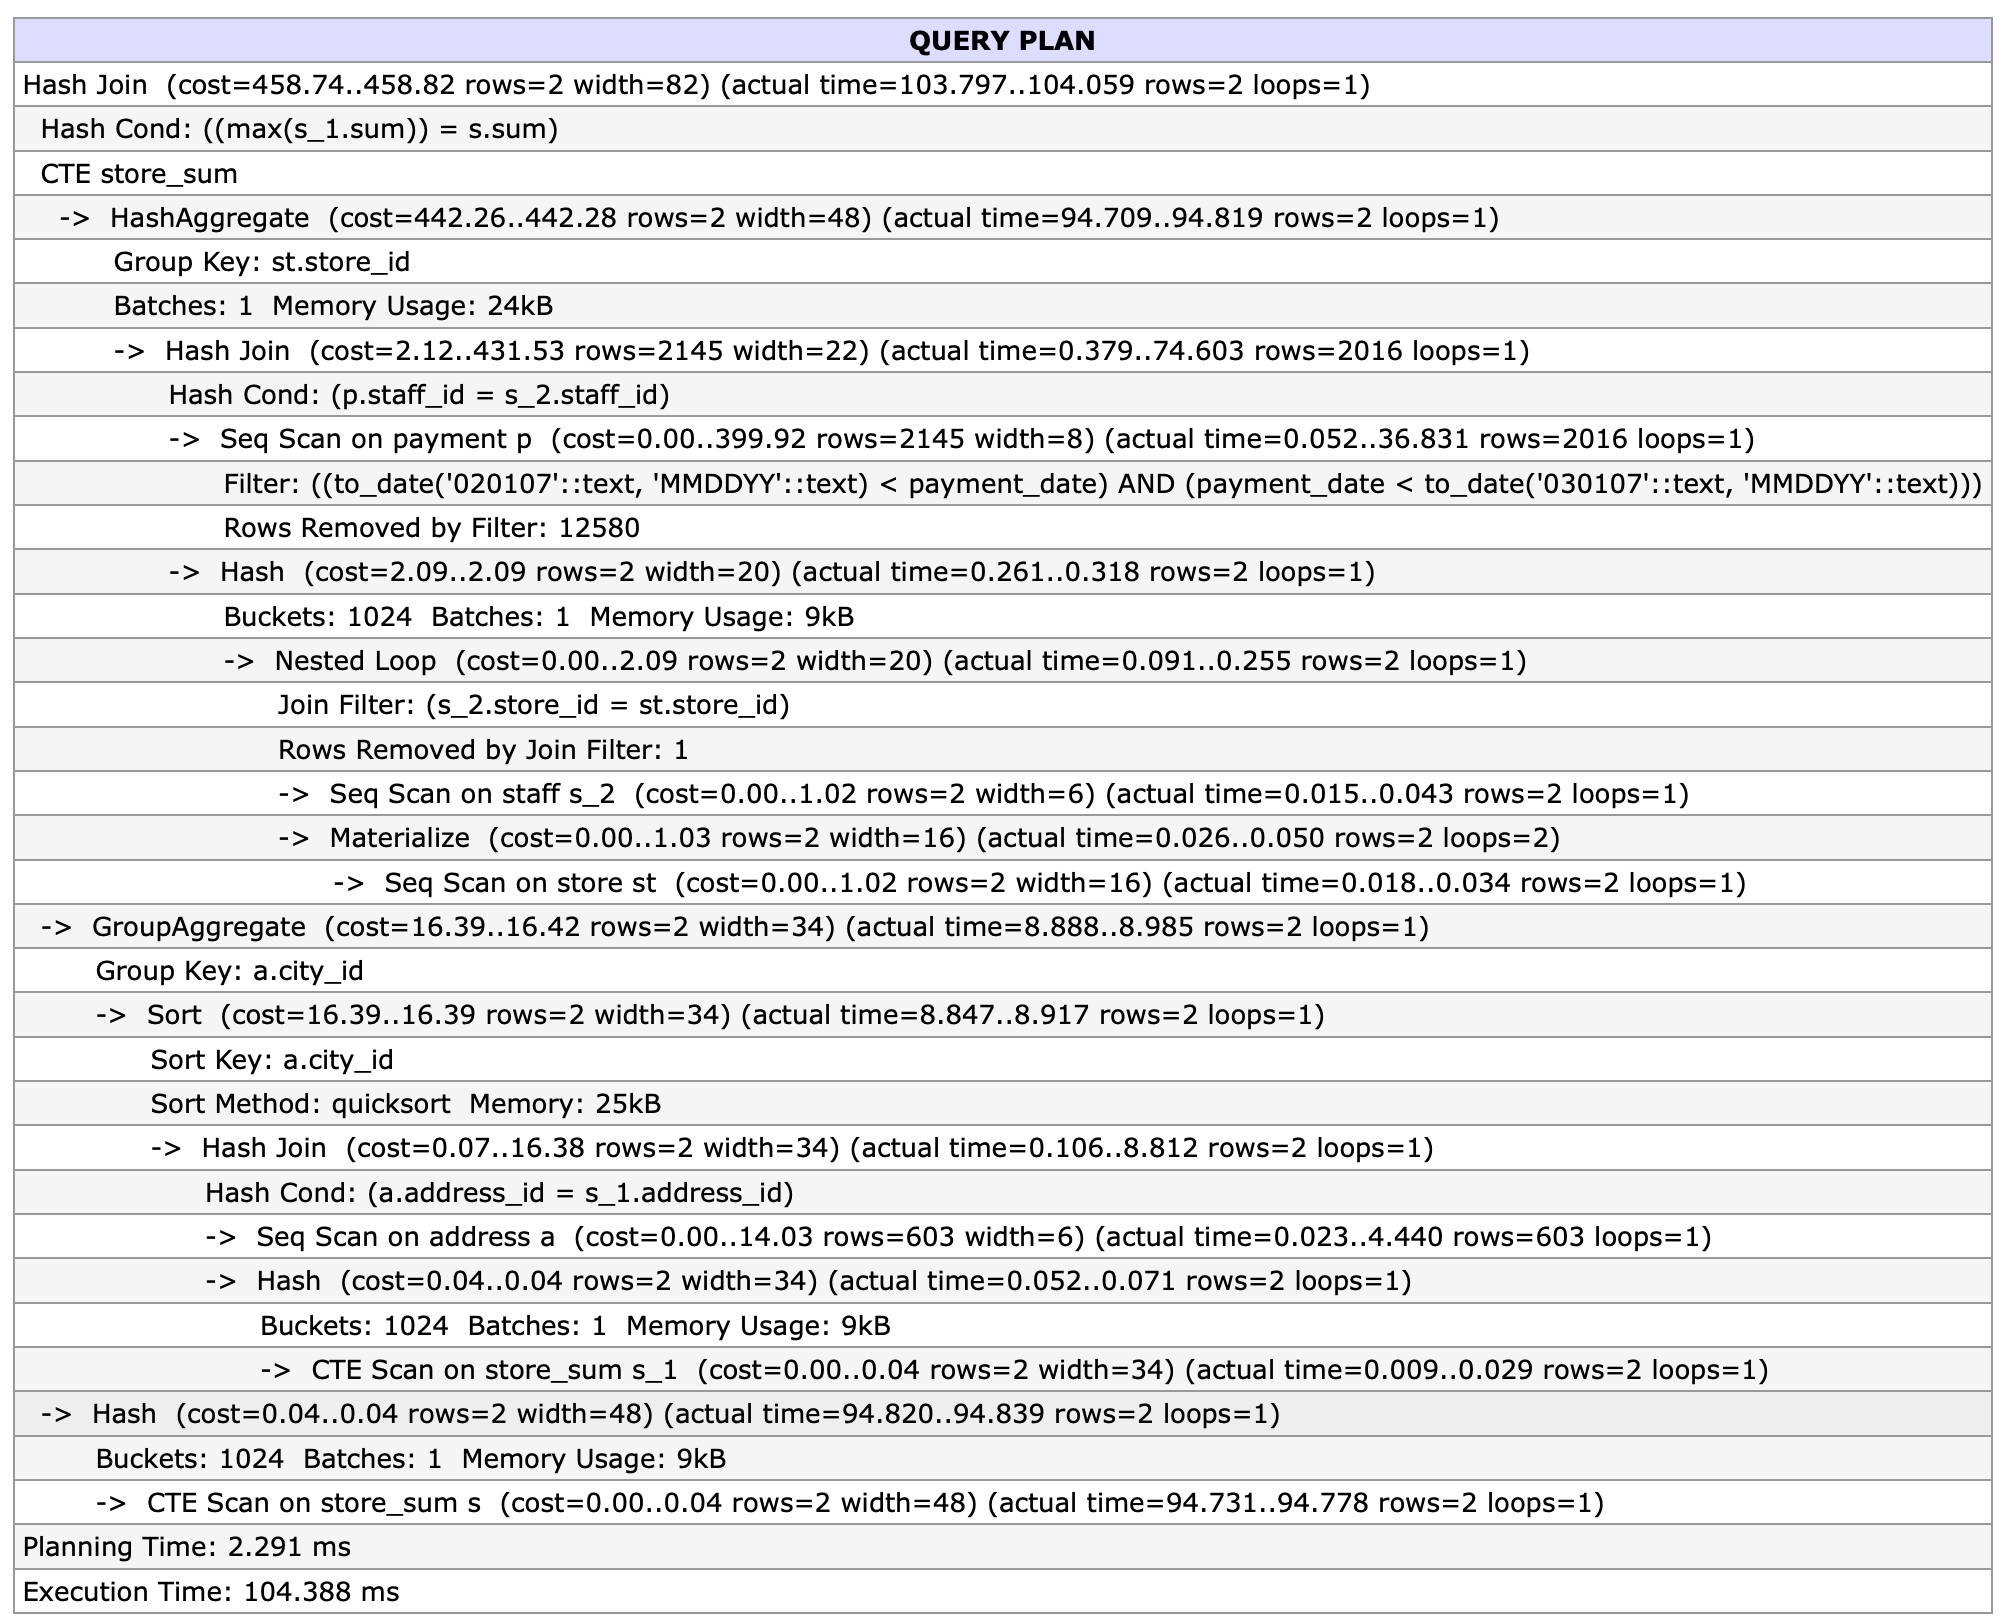 QUERY PLAN
Hash Join  (cost=458.74..458.82 rows=2 width=82) (actual time=103.797..104.059 rows=2 loops=1)
Hash Cond: ((max(s_1.sum)) = s.sum)
CTE store_sum
->  HashAggregate  (cost=442.26..442.28 rows=2 width=48) (actual time=94.709..94.819 rows=2 loops=1)
Group Key: st.store_id
Batches: 1  Memory Usage: 24kB
->  Hash Join  (cost=2.12..431.53 rows=2145 width=22) (actual time=0.379..74.603 rows=2016 loops=1)
Hash Cond: (p.staff_id = s_2.staff_id)
->  Seq Scan on payment p  (cost=0.00..399.92 rows=2145 width=8) (actual time=0.052..36.831 rows=2016 loops=1)
Filter: ((to_date('020107'::text, 'MMDDYY'::text) < payment_date) AND (payment_date < to_date('030107'::text, 'MMDDYY'::text)))
Rows Removed by Filter: 12580
->  Hash  (cost=2.09..2.09 rows=2 width=20) (actual time=0.261..0.318 rows=2 loops=1)
Buckets: 1024  Batches: 1  Memory Usage: 9kB
->  Nested Loop  (cost=0.00..2.09 rows=2 width=20) (actual time=0.091..0.255 rows=2 loops=1)
Join Filter: (s_2.store_id = st.store_id)
Rows Removed by Join Filter: 1
->  Seq Scan on staff s_2  (cost=0.00..1.02 rows=2 width=6) (actual time=0.015..0.043 rows=2 loops=1)
->  Materialize  (cost=0.00..1.03 rows=2 width=16) (actual time=0.026..0.050 rows=2 loops=2)
->  Seq Scan on store st  (cost=0.00..1.02 rows=2 width=16) (actual time=0.018..0.034 rows=2 loops=1)
->  GroupAggregate  (cost=16.39..16.42 rows=2 width=34) (actual time=8.888..8.985 rows=2 loops=1)
Group Key: a.city_id
->  Sort  (cost=16.39..16.39 rows=2 width=34) (actual time=8.847..8.917 rows=2 loops=1)
Sort Key: a.city_id
Sort Method: quicksort  Memory: 25kB
->  Hash Join  (cost=0.07..16.38 rows=2 width=34) (actual time=0.106..8.812 rows=2 loops=1)
Hash Cond: (a.address_id = s_1.address_id)
->  Seq Scan on address a  (cost=0.00..14.03 rows=603 width=6) (actual time=0.023..4.440 rows=603 loops=1)
->  Hash  (cost=0.04..0.04 rows=2 width=34) (actual time=0.052..0.071 rows=2 loops=1)
Buckets: 1024  Batches: 1  Memory Usage: 9kB
->  CTE Scan on store_sum s_1  (cost=0.00..0.04 rows=2 width=34) (actual time=0.009..0.029 rows=2 loops=1)
->  Hash  (cost=0.04..0.04 rows=2 width=48) (actual time=94.820..94.839 rows=2 loops=1)
Buckets: 1024  Batches: 1  Memory Usage: 9kB
->  CTE Scan on store_sum s  (cost=0.00..0.04 rows=2 width=48) (actual time=94.731..94.778 rows=2 loops=1)
Planning Time: 2.291 ms
Execution Time: 104.388 ms